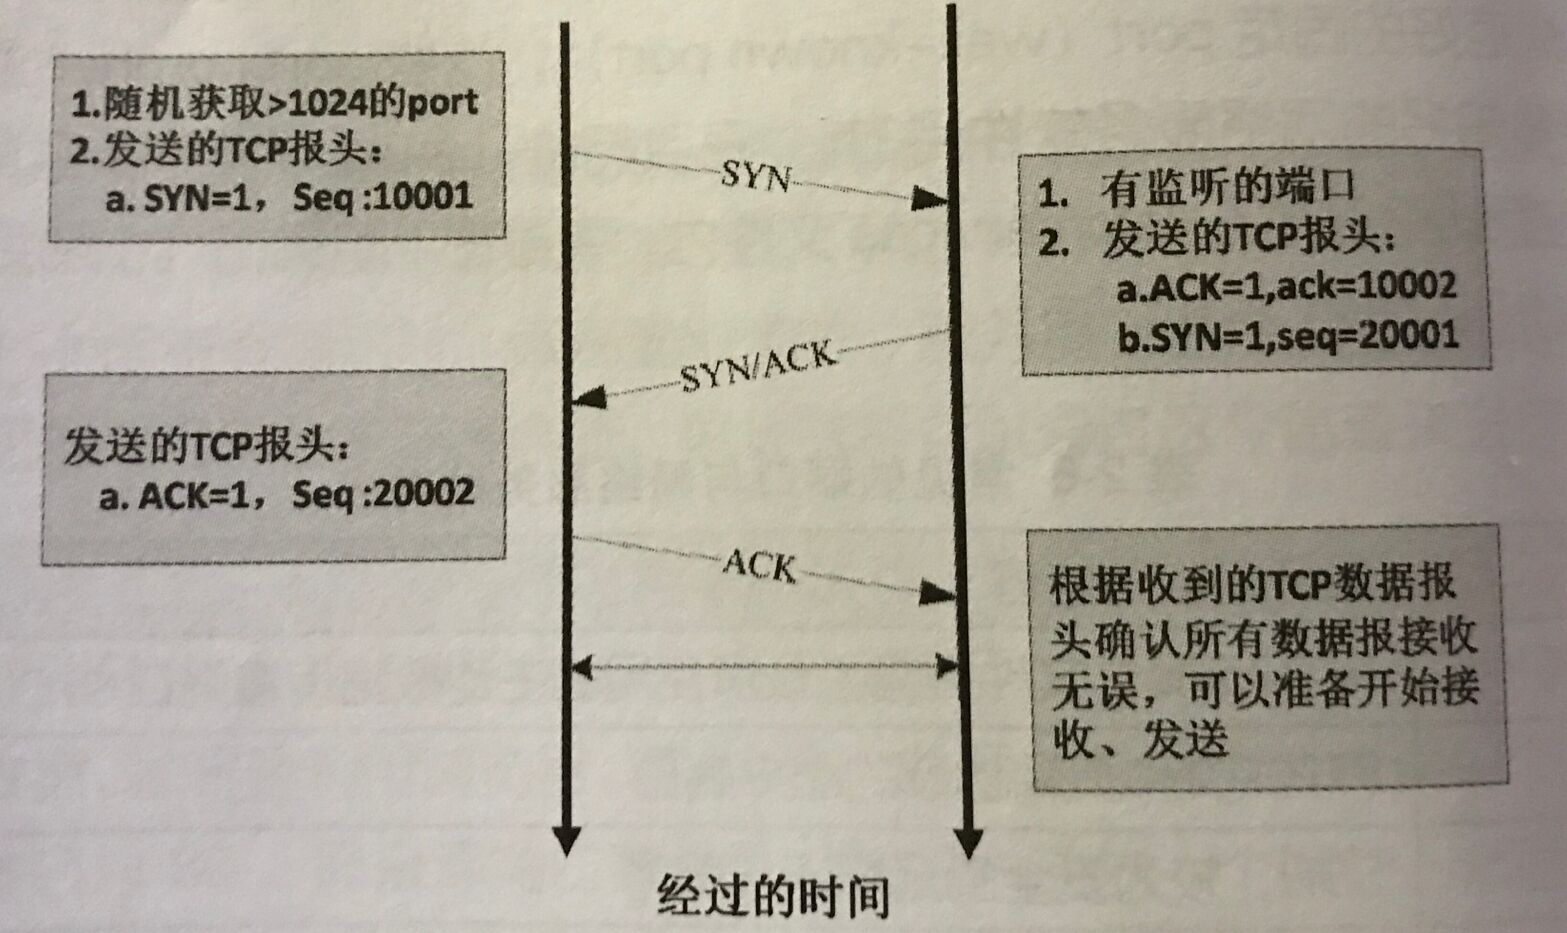 1.随机获取>1024的port
2.发送的TCP报头：
a. SYN=1， Seq :10001
SYN
1. 有监听的端口
2. 发送的TCP报头：
a.ACK=1,ack=10002
b.SYN=1,seq=20001
SYN/ACK
发送的TCP报头：
a. ACK=1， Seq :20002
ACK
根据收到的TCP数据报
头确认所有数据报接收
无误，可以准备开始接
收、发送
经过的时间